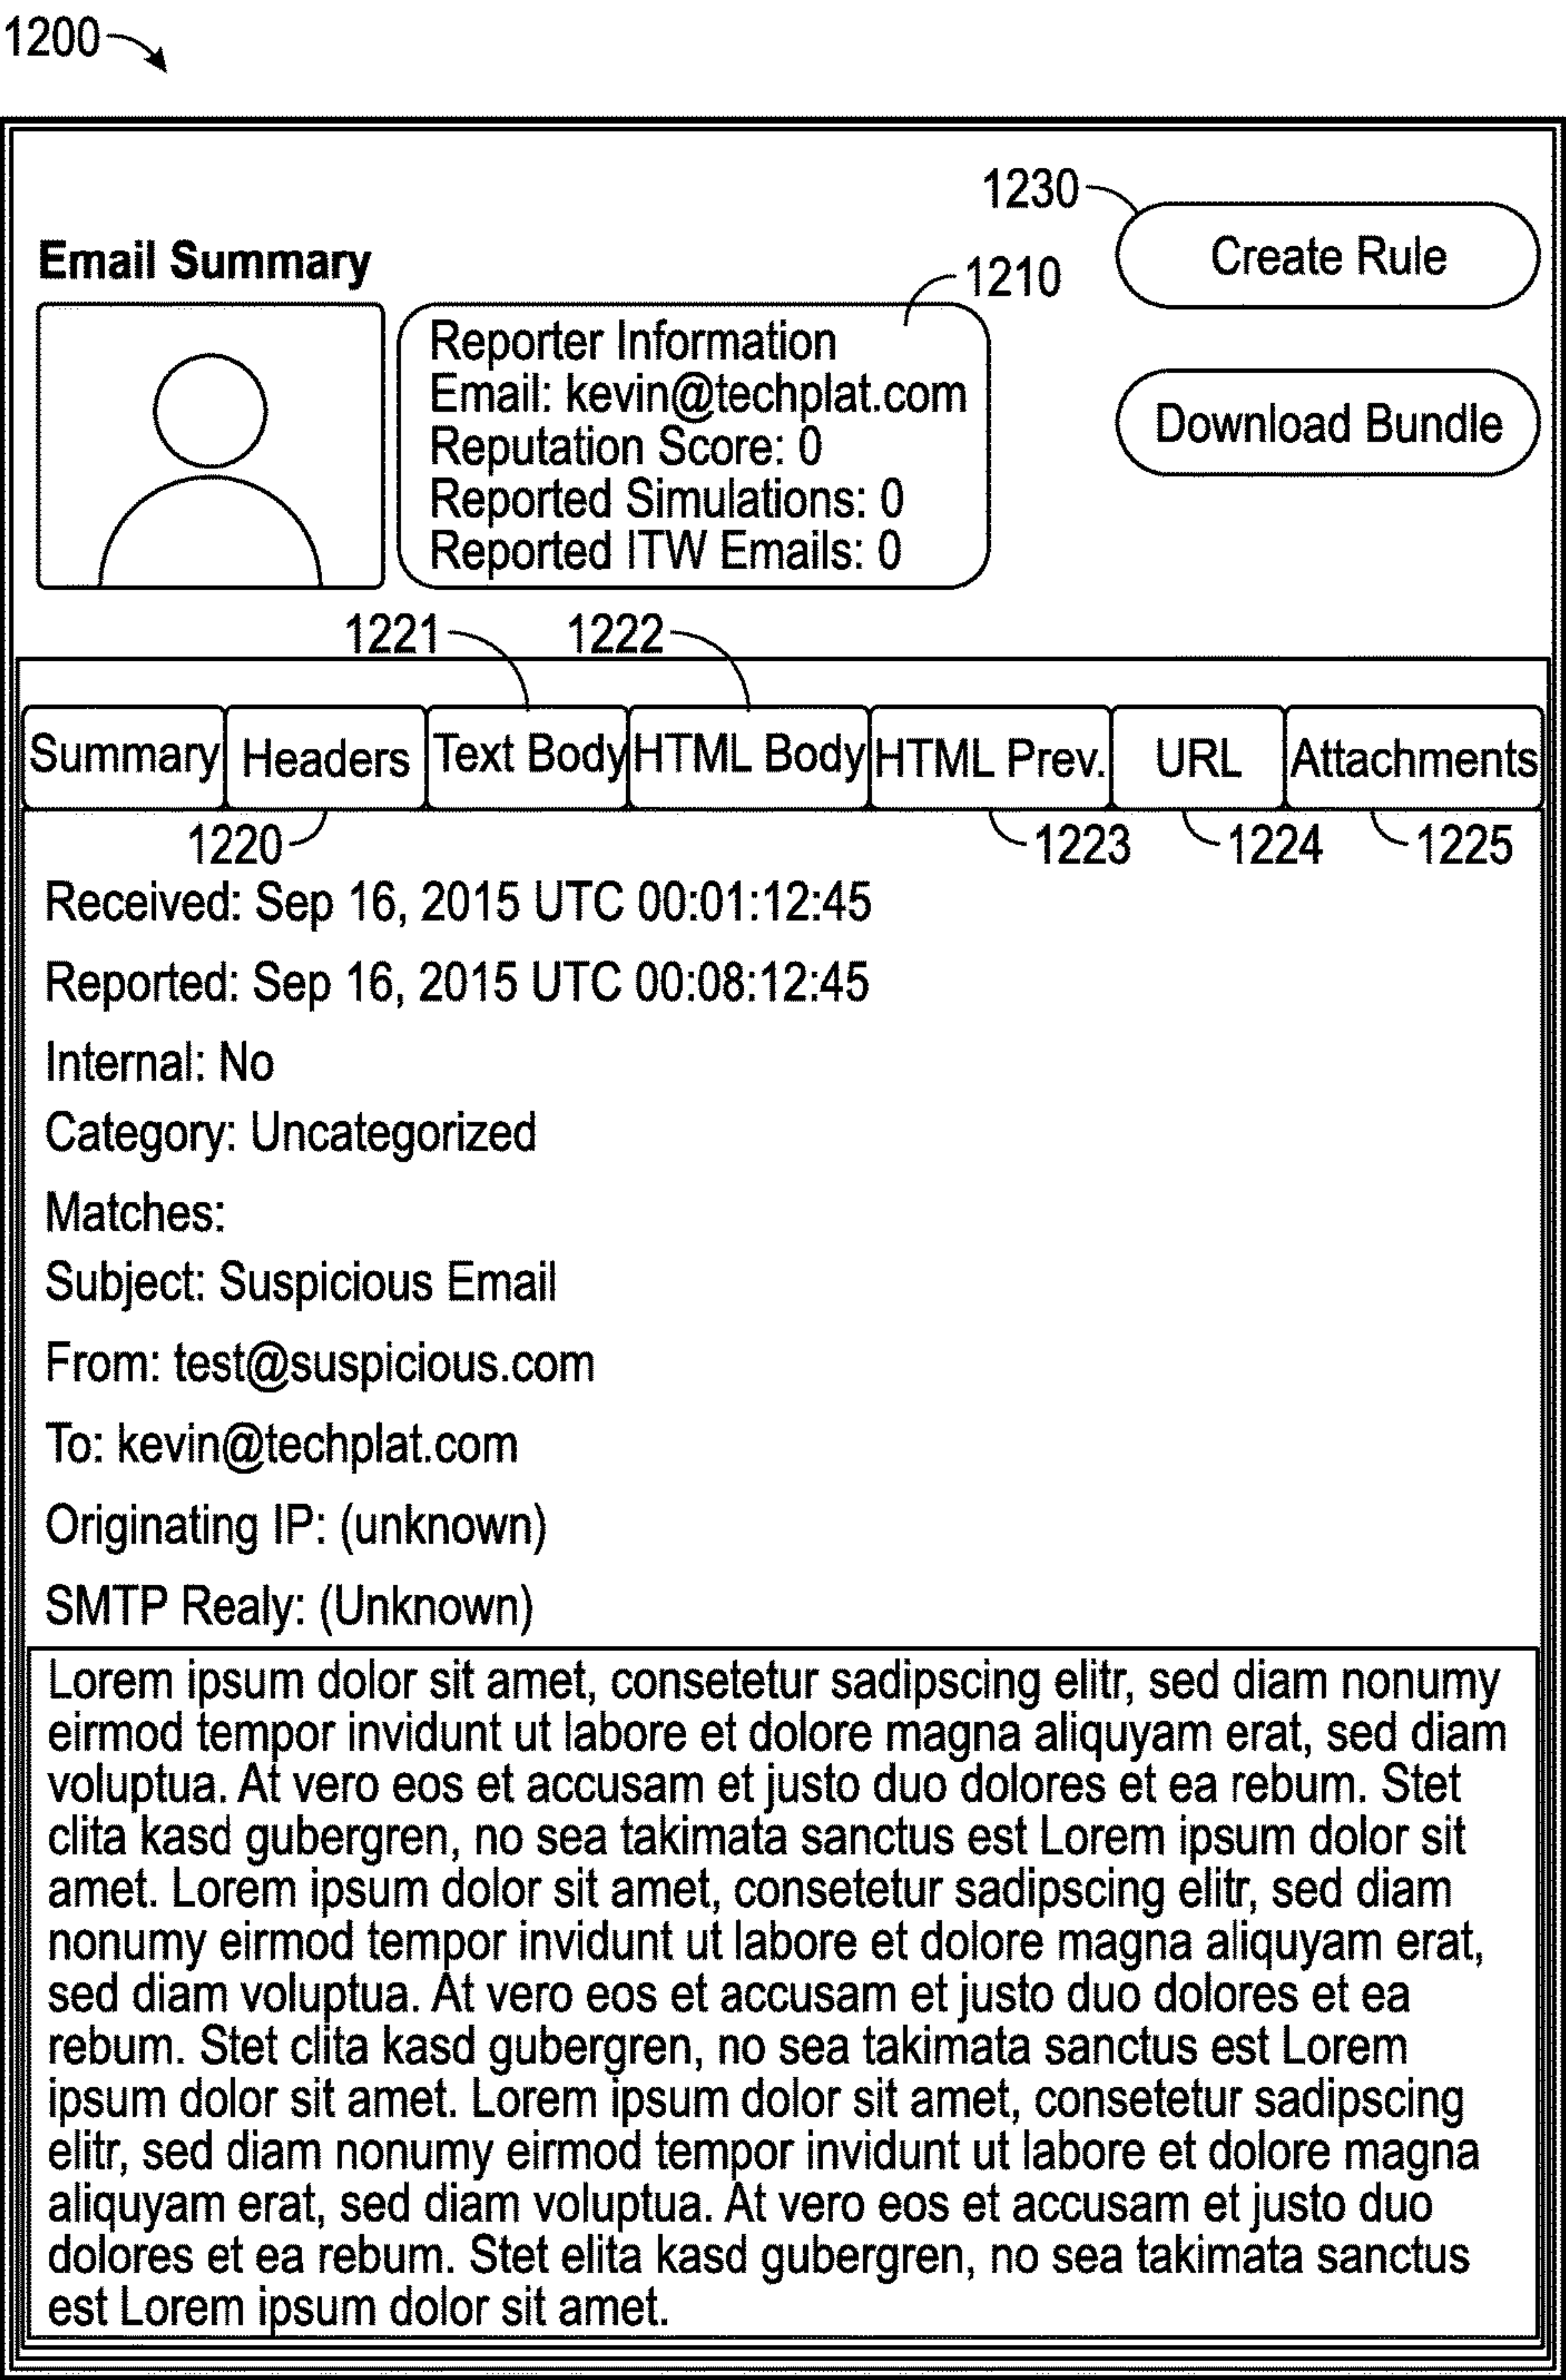 1200
1230
Create Rule
Email Summary
1210
Reporter Information
Email: kevin@techplat.com
Reputation Score: 0
Reported Simulations: 0
Reported ITW Emails: 0
Download Bundle
1221
1222
Summary
Headers
Text Body
HTML Body
HTML Prev.
URL
Attachments
1220
1223
1224
1225
Received: Sep 16, 2015 UTC 00:01:12:45
Reported: Sep 16, 2015 UTC 00:08:12:45
Internal: No
Category: Uncategorized
Matches:
Subject: Suspicious Email
From: test@suspicious.com
To: kevin@techplat.com
Originating IP: (unknown)
SMTP Realy: (Unknown)
Lorem ipsum dolor sit amet, consetetur sadipscing elitr, sed diam nonumy
eirmod tempor invidunt ut labore et dolore magna aliquyam erat, sed diam
voluptua. At vero eos et accusam et justo duo dolores et ea rebum. Stet
clita kasd gubergren, no sea takimata sanctus est Lorem ipsum dolor sit
amet. Lorem ipsum dolor sit amet, consetetur sadipscing elitr, sed diam
nonumy eirmod tempor invidunt ut labore et dolore magna aliquyam erat,
sed diam voluptua. At vero eos et accusam et justo duo dolores et ea
rebum. Stet clita kasd gubergren, no sea takimata sanctus est Lorem
ipsum dolor sit amet. Lorem ipsum dolor sit amet, consetetur sadipscing
elitr, sed diam nonumy eirmod tempor invidunt ut labore et dolore magna
aliquyam erat, sed diam voluptua. At vero eos et accusam et justo duo
dolores et ea rebum. Stet elita kasd gubergren, no sea takimata sanctus
est Lorem ipsum dolor sit amet.